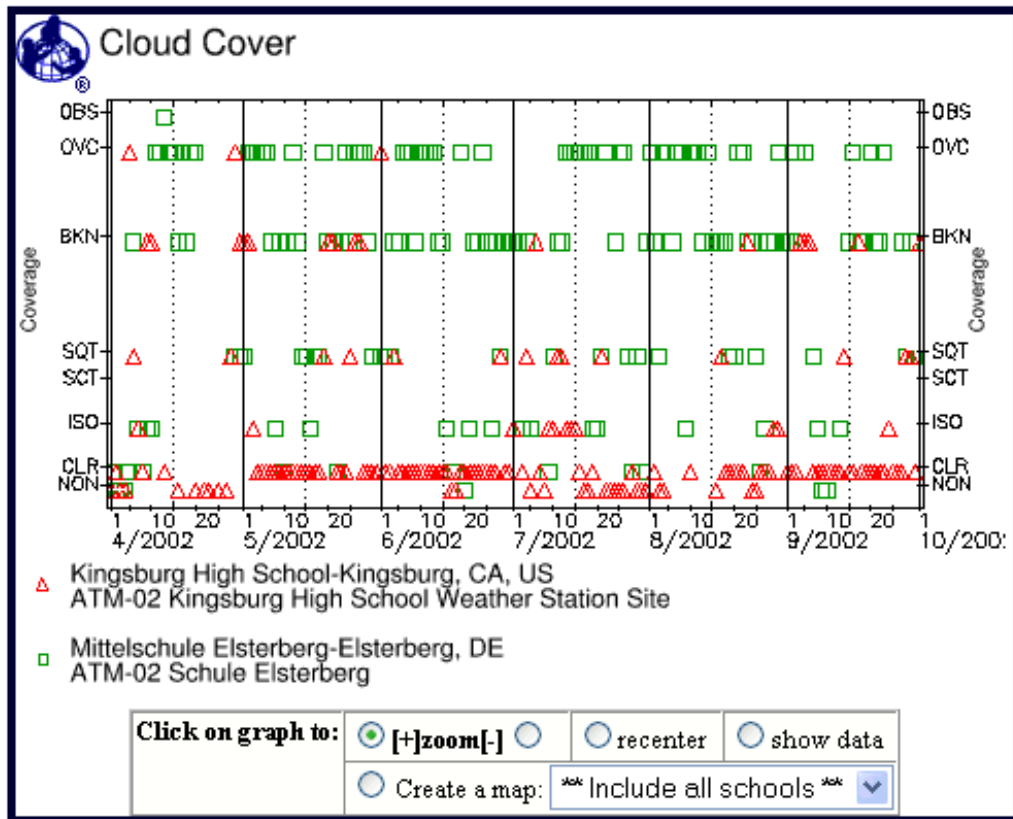 Cloud Cover
®
OBS OBS
OVC OVC
BKN BKN
Coverage Coverage
SQT SQT
SCT SCT
ISO ISO
CLR CLR
NON NON
1 10 20 1 10 20 1 10 20 1 10 20 1 10 20 1 10 20 1
4/2002 5/2002 6/2002 7/2002 8/2002 9/2002 10/200
Kingsburg High School-Kingsburg, CA, US
ATM-02 Kingsburg High School Weather Station Site
Mittelschule Elsterberg-Elsterberg, DE
ATM-02 Schule Elsterberg
Click on graph to: [+]zoom[-] recenter show data
Create a map: ** Include all schools **